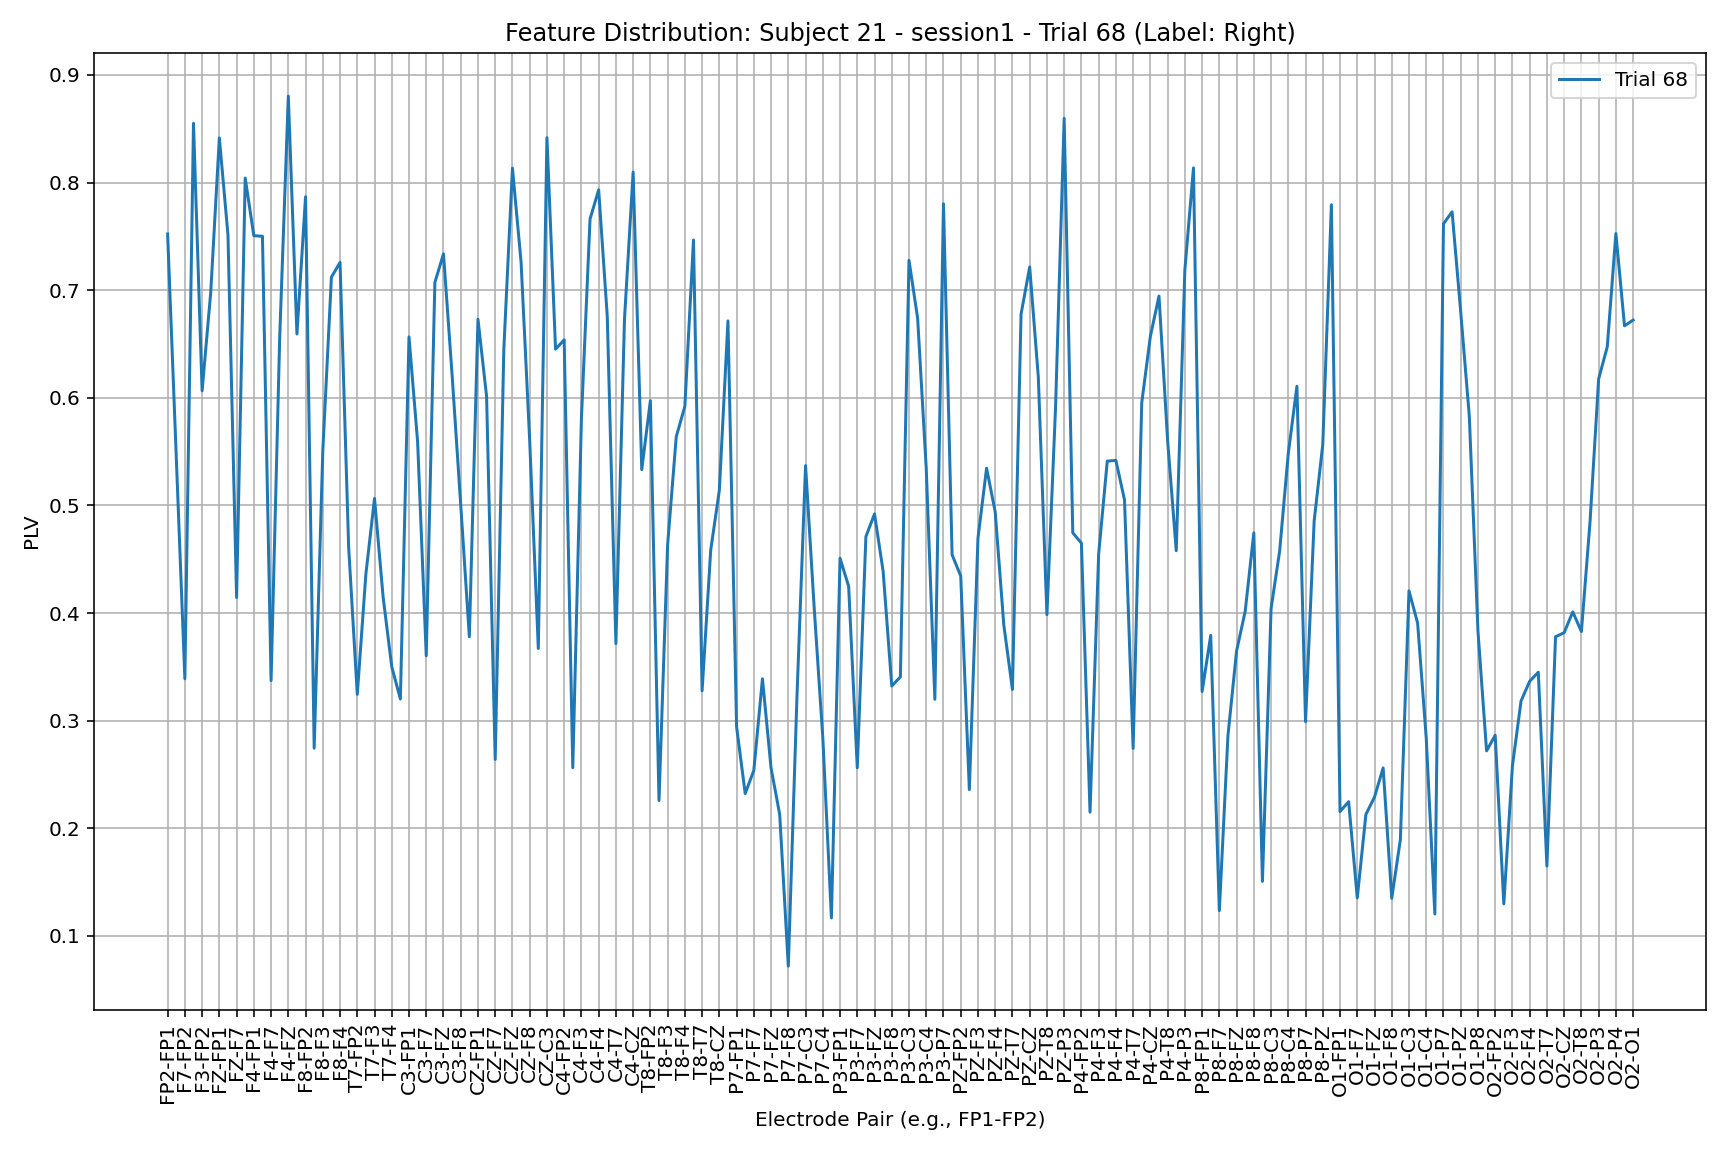 Feature Distribution: Subject 21 - session1 - Trial 68 (Label: Right)
Trial 68
0.9
0.8
0.7
0.6
0.5
0.4
0.3
0.2
0.1
PLV
FP2-FP1
F7-FP2
F3-FP2
FZ-FP1
FZ-F7
F4-FP1
F4-F7
F4-FZ
F8-FP2
F8-F3
F8-F4
T7-FP2
T7-F3
T7-F4
C3-FP1
C3-F7
C3-FZ
C3-F8
CZ-FP1
CZ-F7
CZ-FZ
CZ-F8
CZ-C3
C4-FP2
C4-F3
C4-F4
C4-T7
C4-CZ
T8-FP2
T8-F3
T8-F4
T8-T7
T8-CZ
P7-FP1
P7-F7
P7-FZ
P7-F8
P7-C3
P7-C4
P3-FP1
P3-F7
P3-FZ
P3-F8
P3-C3
P3-C4
P3-P7
PZ-FP2
PZ-F3
PZ-F4
PZ-T7
PZ-CZ
PZ-T8
PZ-P3
P4-FP2
P4-F3
P4-F4
P4-T7
P4-CZ
P4-T8
P4-P3
P8-FP1
P8-F7
P8-FZ
P8-F8
P8-C3
P8-C4
P8-P7
P8-PZ
O1-FP1
O1-F7
O1-FZ
O1-F8
O1-C3
O1-C4
O1-P7
O1-PZ
O1-P8
O2-FP2
O2-F3
O2-F4
O2-T7
O2-CZ
O2-T8
O2-P3
O2-P4
O2-O1
Electrode Pair (e.g., FP1-FP2)